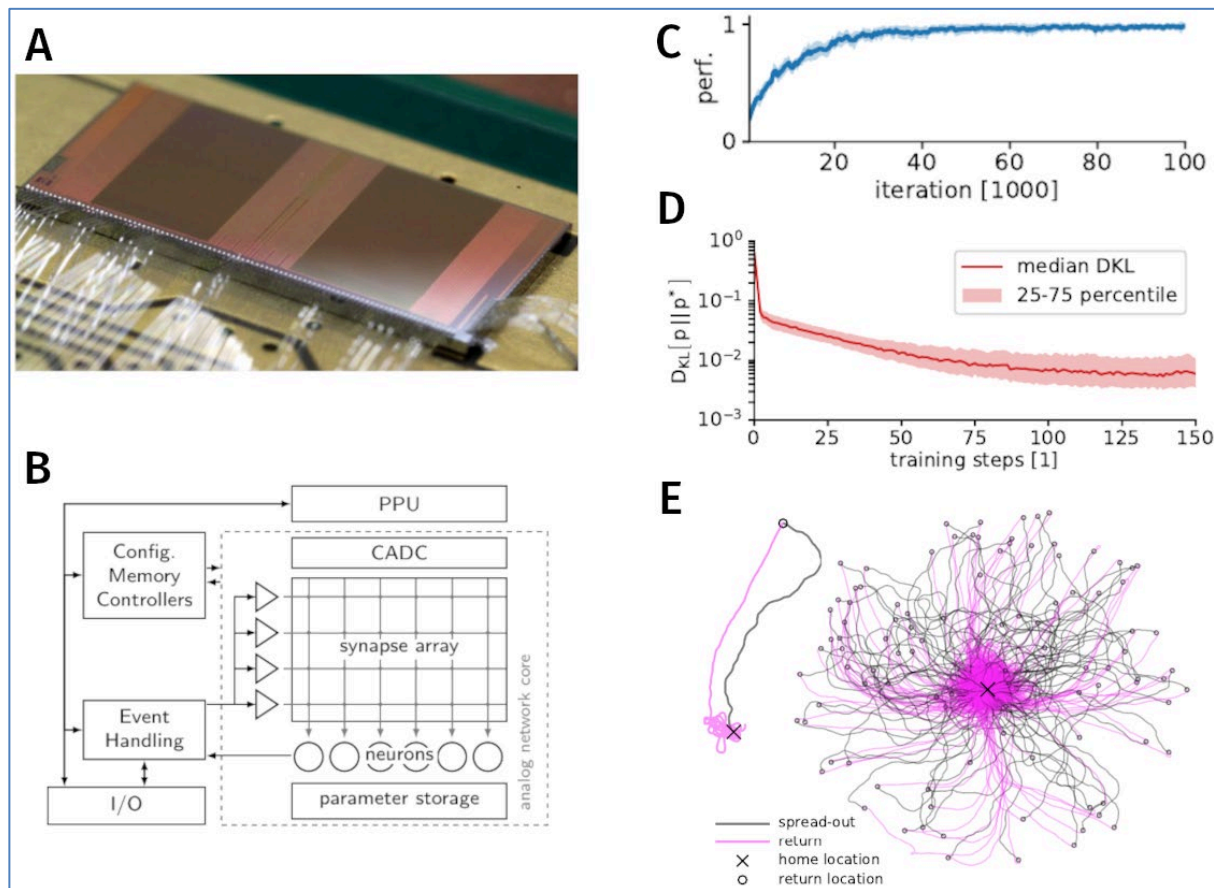 A
B
PPU
Config.
Memory
Controllers
CADC
synapse array
Event
Handling
neurons
I/O
parameter storage
analog network core
C
1
perf.
0
20
40
60
80
100
iteration [1000]
D
10⁰
10⁻¹
10⁻²
10⁻³
D_KL[ p || p* ]
median DKL
25-75 percentile
0
25
50
75
100
125
150
training steps [1]
E
spread-out
return
home location
return location